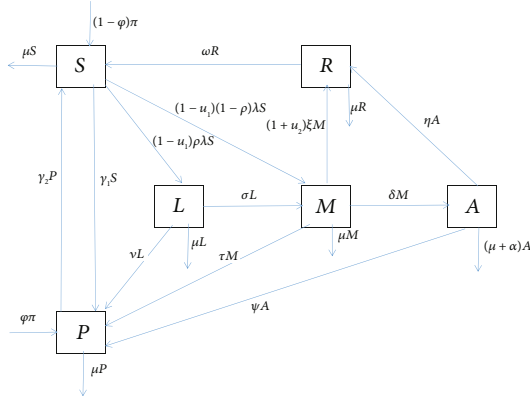 (1 − φ)π
μS
S
ωR
R
μR
(1 − u₁)(1 − ρ)λS
(1 + u₂)ξM
ηA
(1 − u₁)ρλS
γ₂P
γ₁S
L
σL
M
δM
A
μL
μM
(μ + α)A
νL
τM
ψA
φπ
P
μP